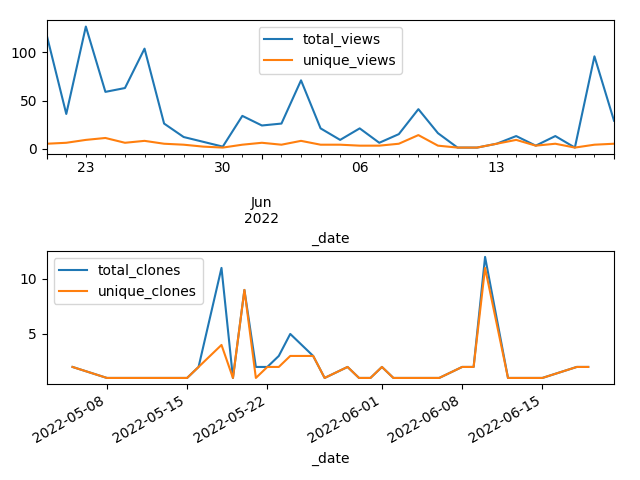 total_views
unique_views
100
50
0
23
30
06
13
Jun
2022
_date
total_clones
unique_clones
10
5
2022-05-08
2022-05-15
2022-05-22
2022-06-01
2022-06-08
2022-06-15
_date